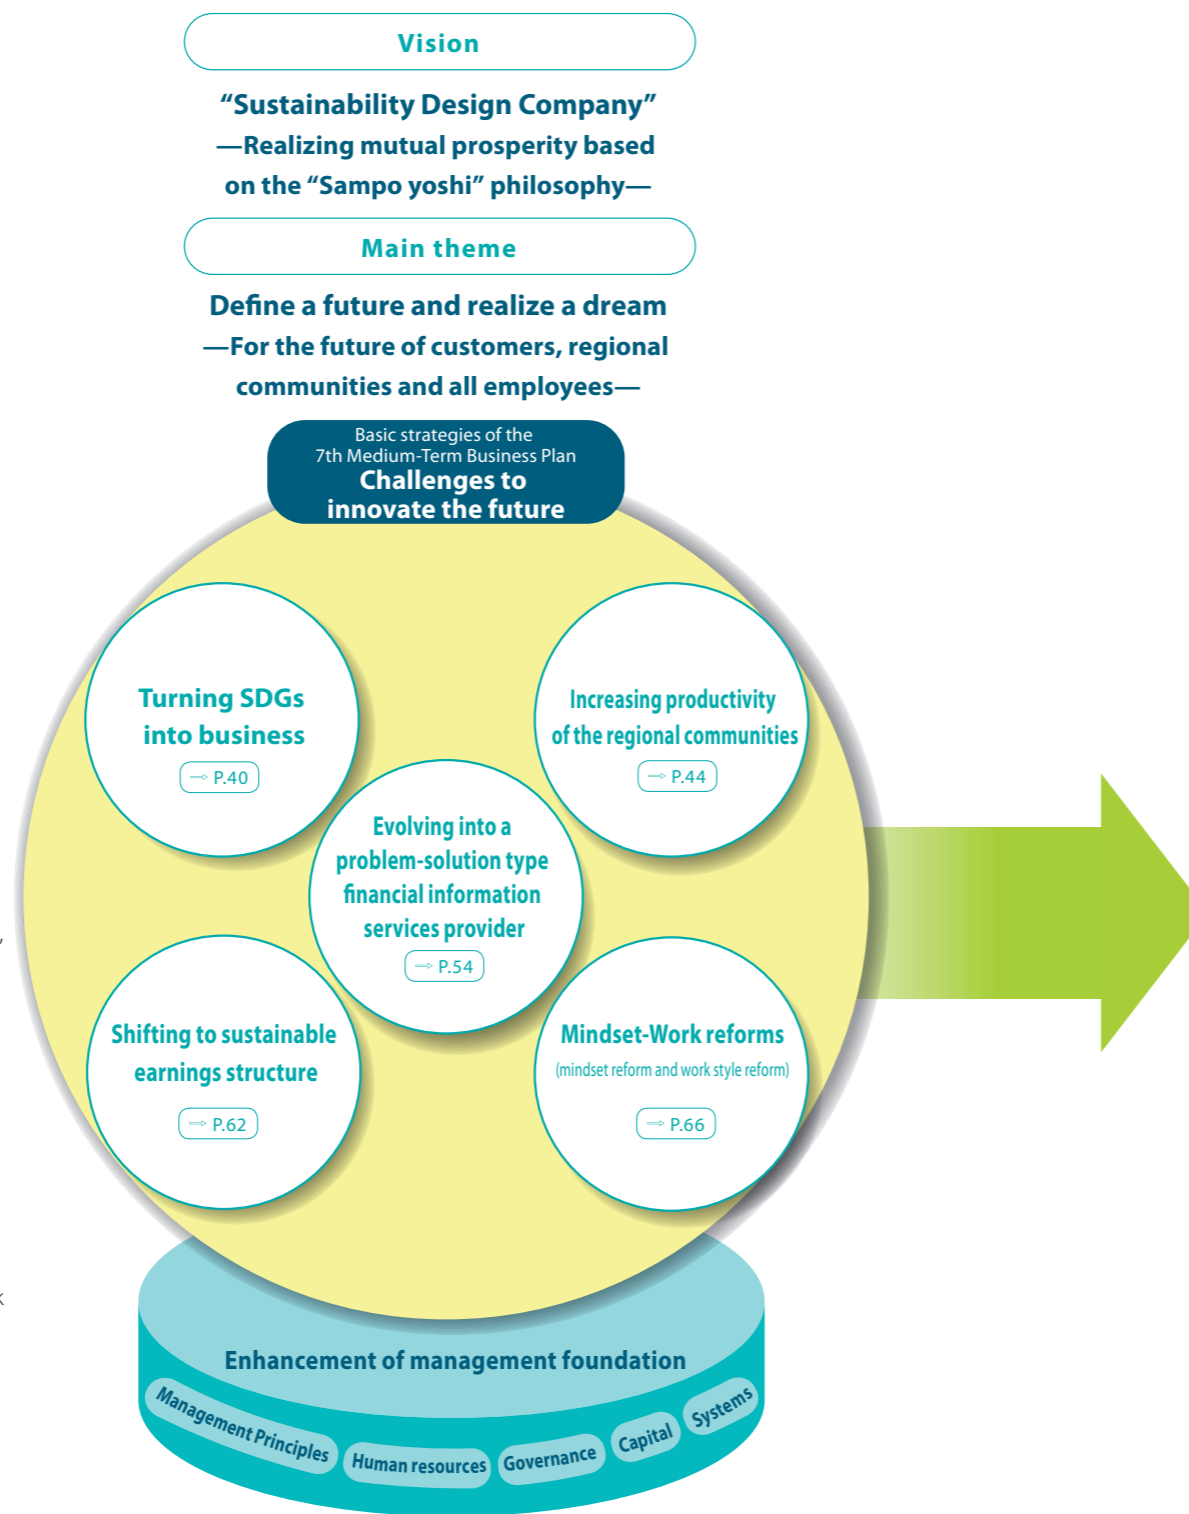 Vision
“Sustainability Design Company”
—Realizing mutual prosperity based
on the “Sampo yoshi” philosophy—
Main theme
Define a future and realize a dream
—For the future of customers, regional
communities and all employees—
Basic strategies of the
7th Medium-Term Business Plan
Challenges to
innovate the future
Turning SDGs
into business
⇒ P.40
Increasing productivity
of the regional communities
⇒ P.44
Evolving into a
problem-solution type
financial information
services provider
⇒ P.54
Shifting to sustainable
earnings structure
⇒ P.62
Mindset-Work reforms
(mindset reform and work style reform)
⇒ P.66
Enhancement of management foundation
Management Principles
Human resources
Governance
Capital
Systems